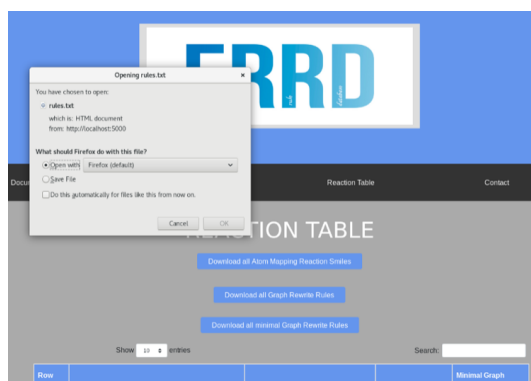 ERRD
rule
database
Opening rules.txt
×
You have chosen to open:
rules.txt
which is: HTML document
from: http://localhost:5000
What should Firefox do with this file?
Open with
Firefox (default)
Save File
Do this automatically for files like this from now on.
Cancel
OK
Docu
Reaction Table
Contact
TION TABLE
Download all Atom Mapping Reaction Smiles
Download all Graph Rewrite Rules
Download all minimal Graph Rewrite Rules
Show 10 entries
Search:
Row
Minimal Graph